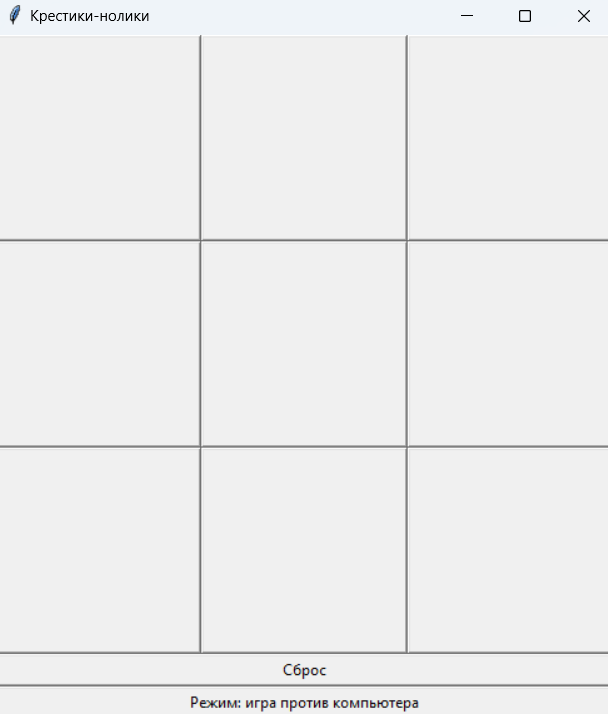 Крестики-нолики
Сброс
Режим: игра против компьютера